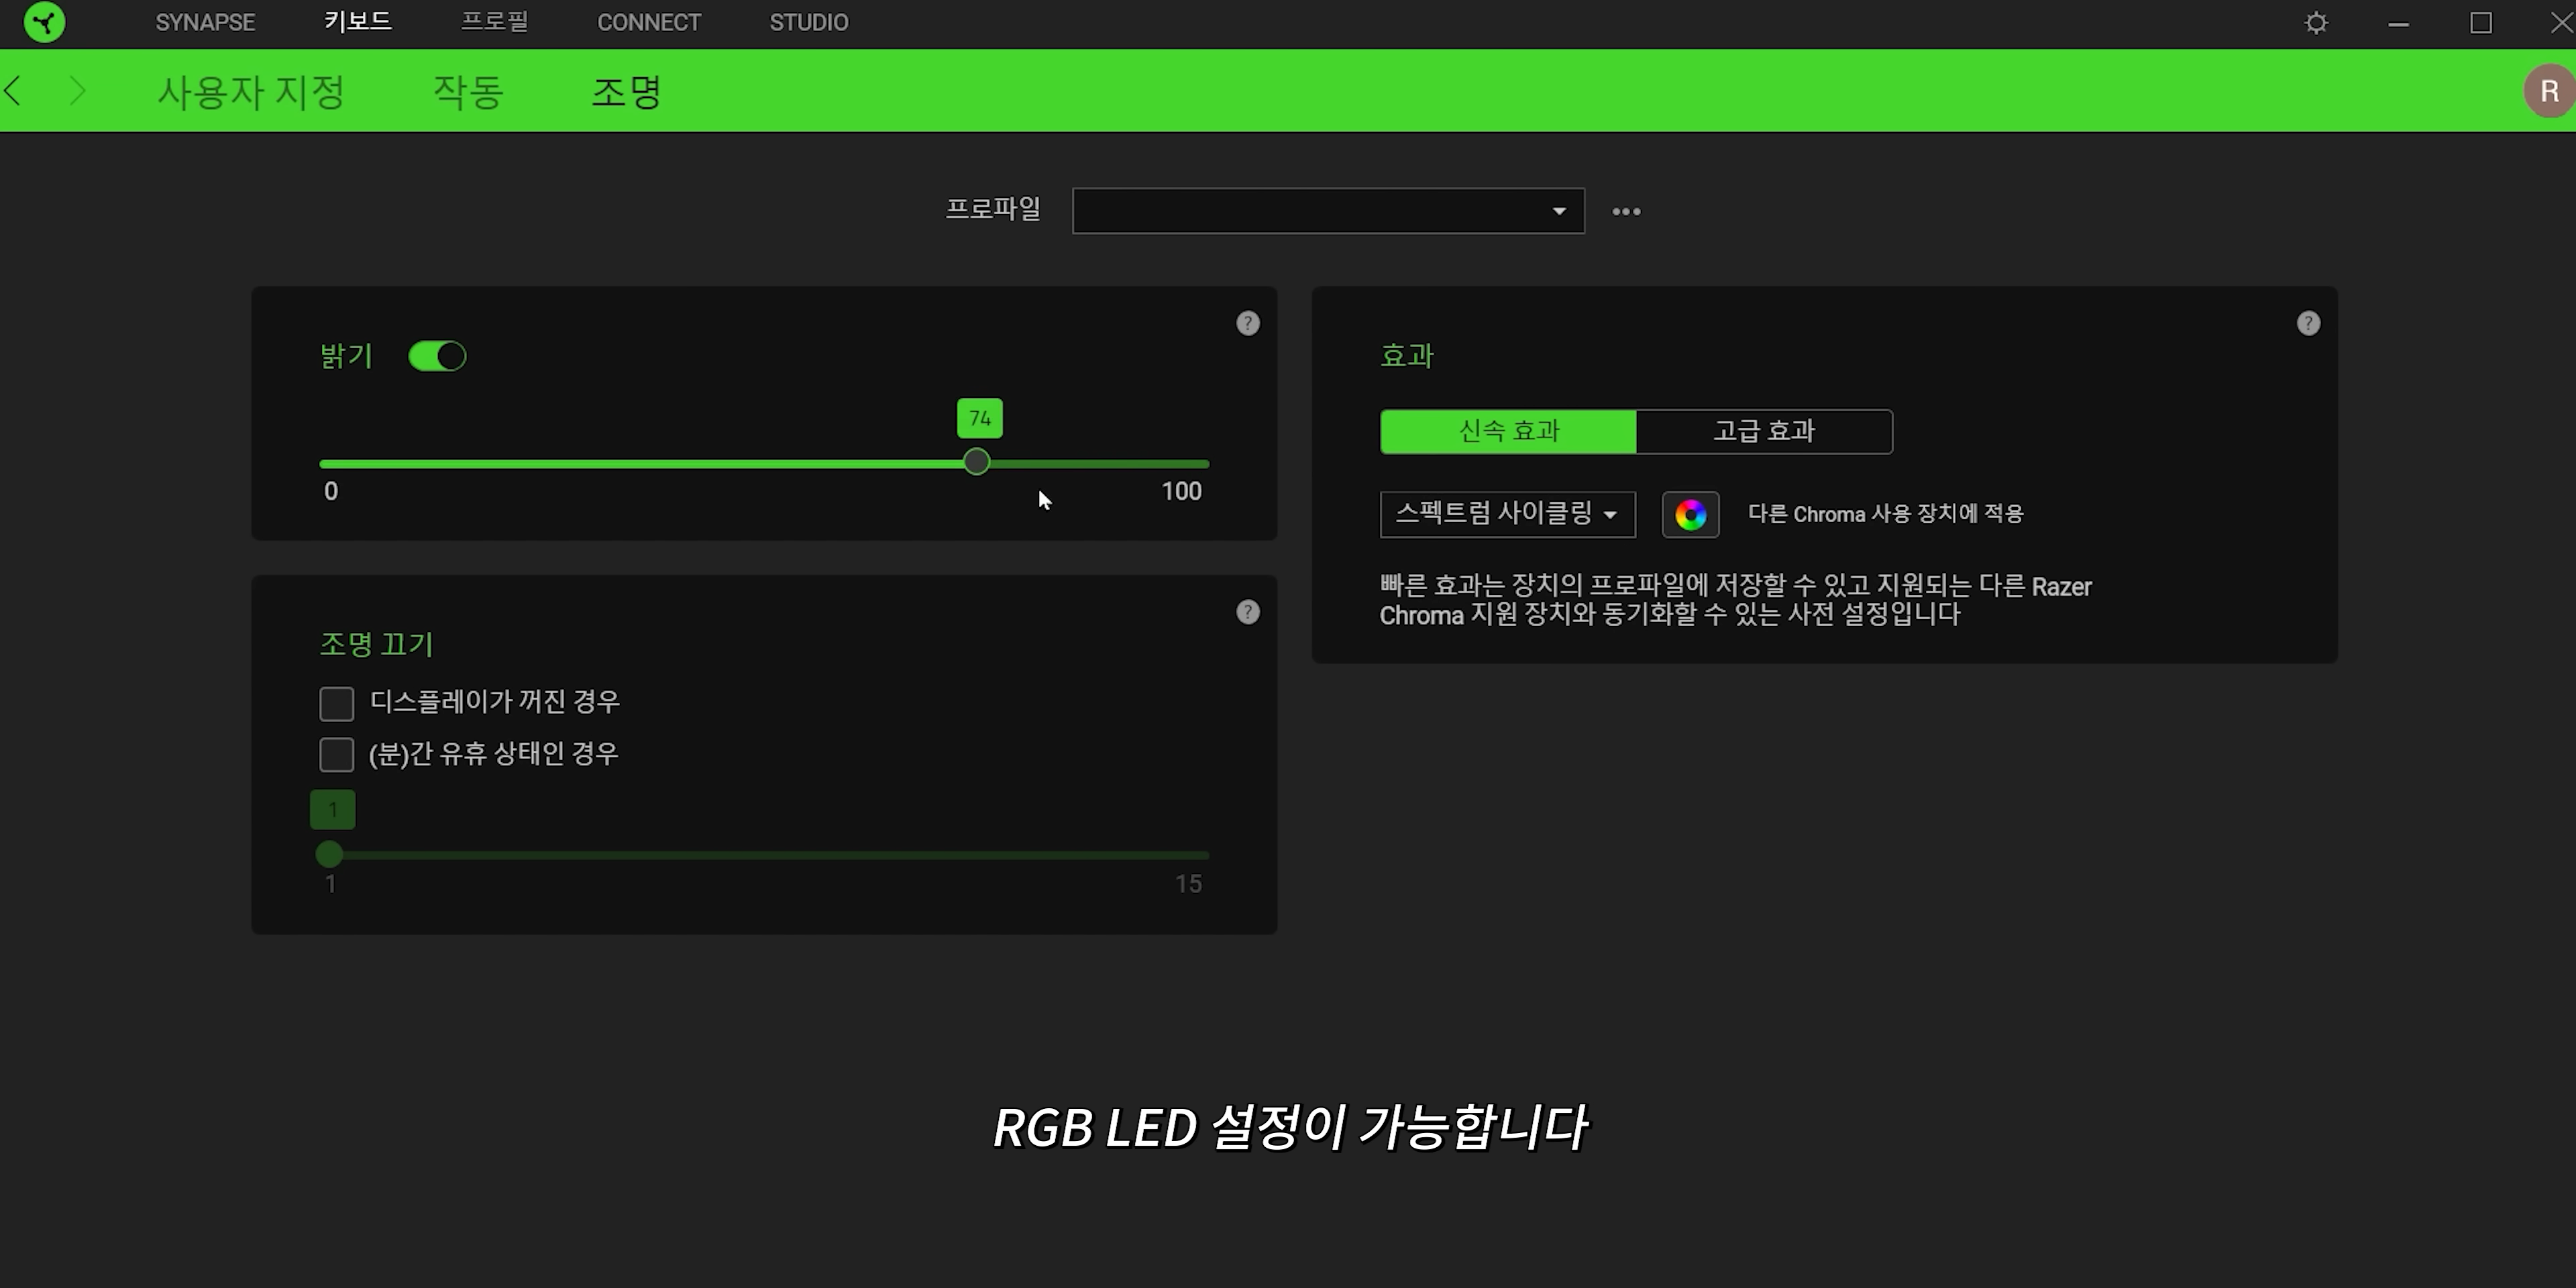 SYNAPSE 키보드 프로필 CONNECT STUDIO
사용자 지정 작동 조명
R
프로파일
밝기
?
74
0 100
조명 끄기
?
디스플레이가 꺼진 경우
(분)간 유휴 상태인 경우
1
1 15
효과
?
신속 효과 고급 효과
스펙트럼 사이클링 다른 Chroma 사용 장치에 적용
빠른 효과는 장치의 프로파일에 저장할 수 있고 지원되는 다른 Razer
Chroma 지원 장치와 동기화할 수 있는 사전 설정입니다
RGB LED 설정이 가능합니다